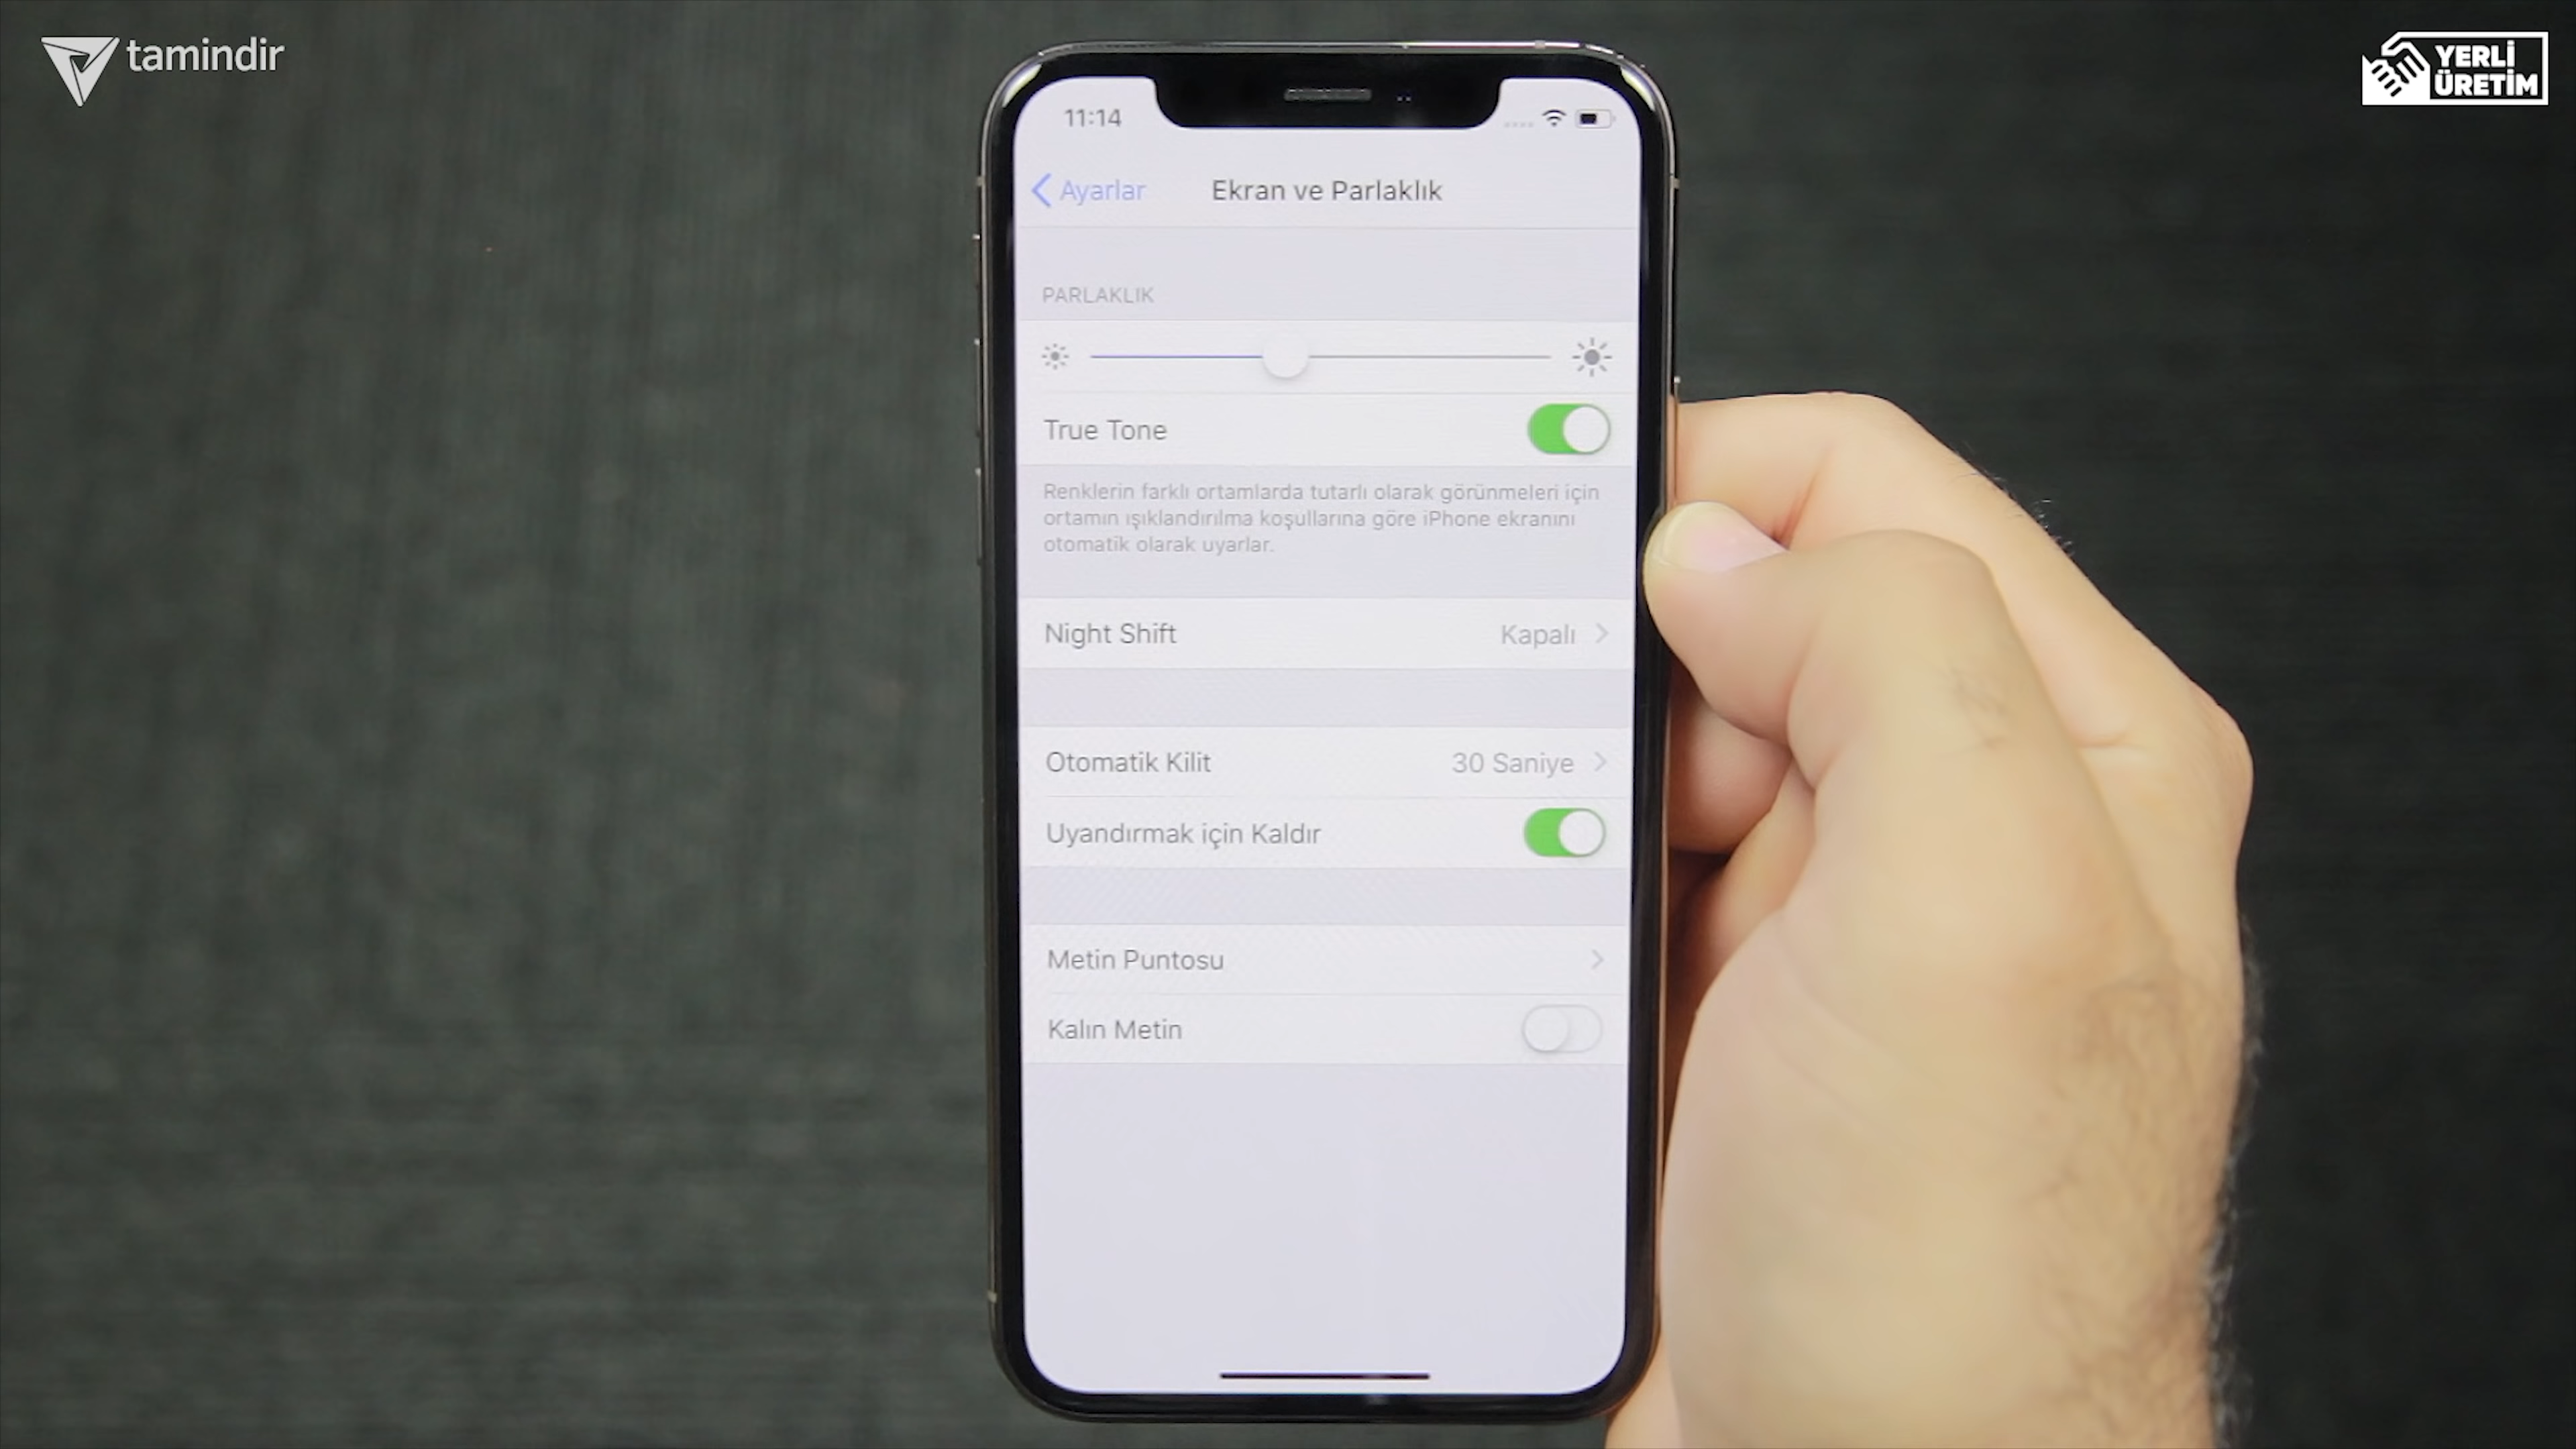 tamindir
YERLİ
ÜRETİM
11:14
Ayarlar
Ekran ve Parlaklık
PARLAKLIK
True Tone
Renklerin farklı ortamlarda tutarlı olarak görünmeleri için
ortamın ışıklandırılma koşullarına göre iPhone ekranını
otomatik olarak uyarlar.
Night Shift
Kapalı
Otomatik Kilit
30 Saniye
Uyandırmak için Kaldır
Metin Puntosu
Kalın Metin